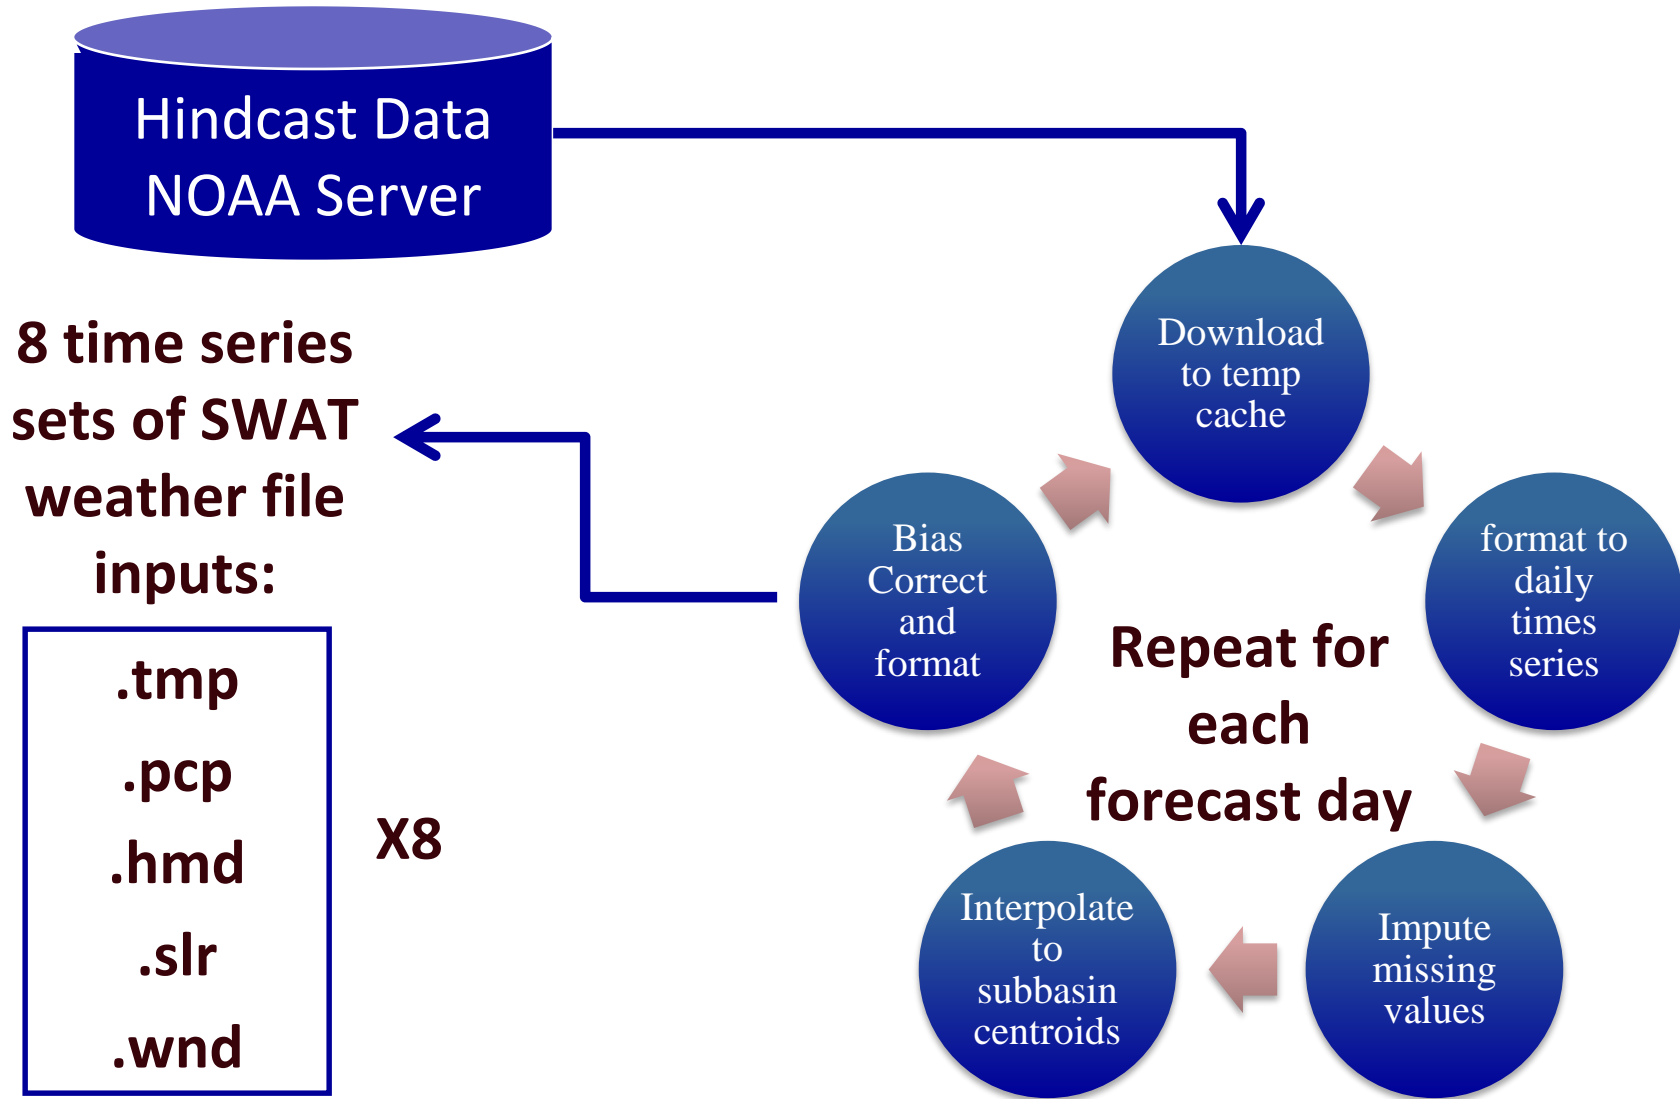 Hindcast Data
NOAA Server
8 time series
sets of SWAT
weather file
inputs:
.tmp
.pcp
.hmd
.slr
.wnd
X8
Download
to temp
cache
format to
daily
times
series
Impute
missing
values
Interpolate
to
subbasin
centroids
Bias
Correct
and
format
Repeat for
each
forecast day